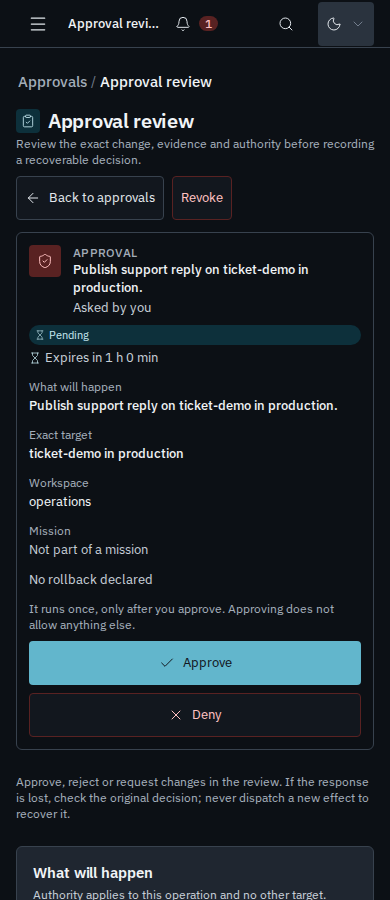 Approval revi...
1
Approvals / Approval review
Approval review
Review the exact change, evidence and authority before recording
a recoverable decision.
Back to approvals
Revoke
APPROVAL
Publish support reply on ticket-demo in
production.
Asked by you
Pending
Expires in 1 h 0 min
What will happen
Publish support reply on ticket-demo in production.
Exact target
ticket-demo in production
Workspace
operations
Mission
Not part of a mission
No rollback declared
It runs once, only after you approve. Approving does not
allow anything else.
Approve
Deny
Approve, reject or request changes in the review. If the response
is lost, check the original decision; never dispatch a new effect to
recover it.
What will happen
Authority applies to this operation and no other target.